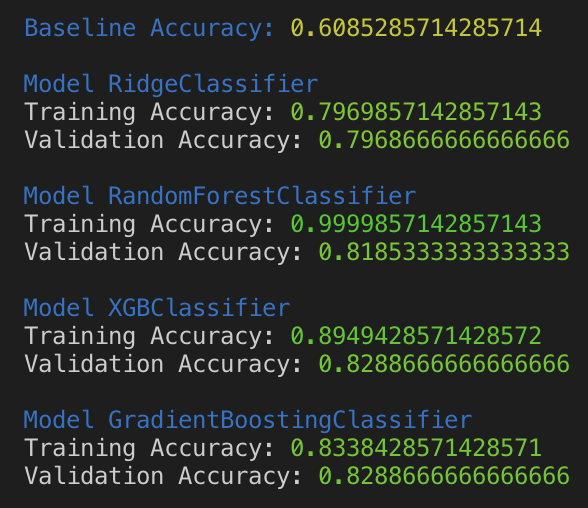 Baseline Accuracy: 0.6085285714285714
Model RidgeClassifier
Training Accuracy: 0.7969857142857143
Validation Accuracy: 0.7968666666666666
Model RandomForestClassifier
Training Accuracy: 0.9999857142857143
Validation Accuracy: 0.8185333333333333
Model XGBClassifier
Training Accuracy: 0.8949428571428572
Validation Accuracy: 0.8288666666666666
Model GradientBoostingClassifier
Training Accuracy: 0.8338428571428571
Validation Accuracy: 0.8288666666666666